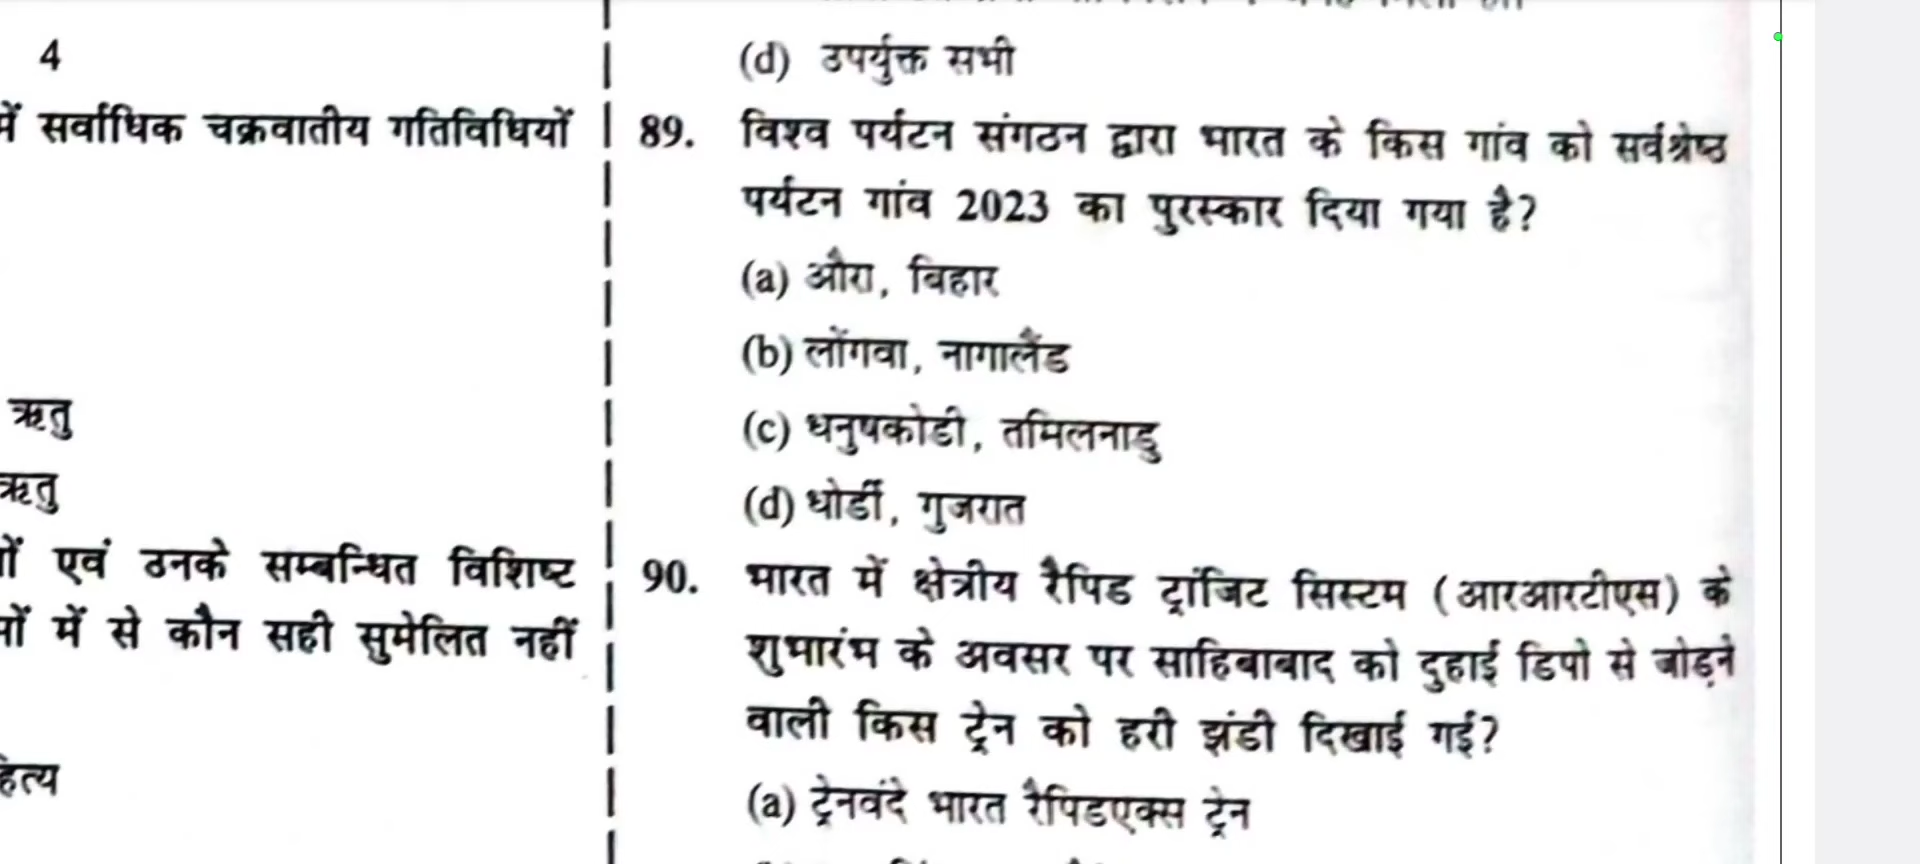 4
में सर्वाधिक चक्रवातीय गतिविधियों
ऋतु
ऋतु
एवं उनके सम्बन्धित विशिष्ट
में से कौन सही सुमेलित नहीं
(d) उपर्युक्त सभी
89. विश्व पर्यटन संगठन द्वारा भारत के किस गांव को सर्वश्रेष्ठ
पर्यटन गांव 2023 का पुरस्कार दिया गया है?
(a) औरा, बिहार
(b) लोंगवा, नागालैंड
(c) धनुषकोडी, तमिलनाडु
(d) धोर्डी, गुजरात
90. भारत में क्षेत्रीय रैपिड ट्रांजिट सिस्टम (आरआरटीएस) के
शुभारंभ के अवसर पर साहिबाबाद को दुहाई डिपो से जोड़ने
वाली किस ट्रेन को हरी झंडी दिखाई गई?
(a) ट्रेनवंदे भारत रैपिडएक्स ट्रेन